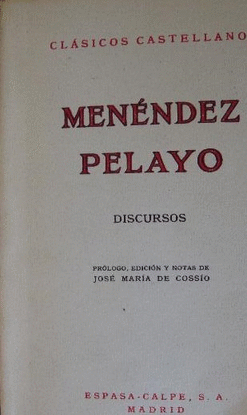 CLÁSICOS CASTELLANO
MENÉNDEZ
PELAYO
DISCURSOS
PRÓLOGO, EDICIÓN Y NOTAS DE
JOSÉ MARÍA DE COSSÍO
ESPASA-CALPE, S. A.
MADRID